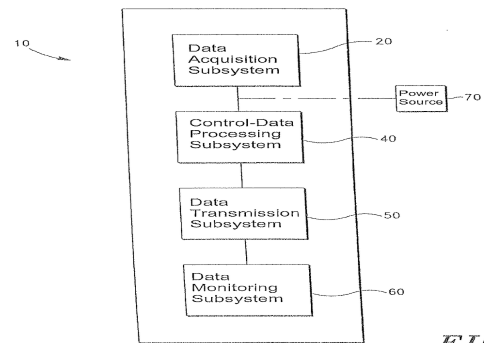 10
Data
Acquisition
Subsystem
20
Power
Source
70
Control-Data
Processing
Subsystem
40
Data
Transmission
Subsystem
50
Data
Monitoring
Subsystem
60